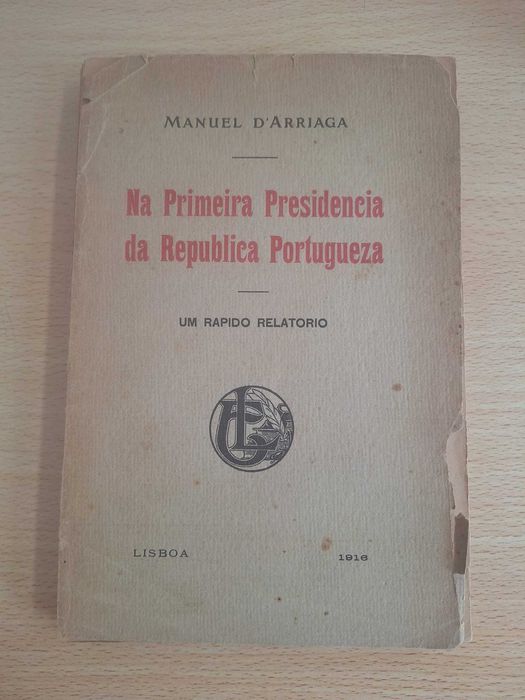 MANUEL D'ARRIAGA
Na Primeira Presidencia
da Republica Portugueza
UM RAPIDO RELATORIO
LISBOA 1916